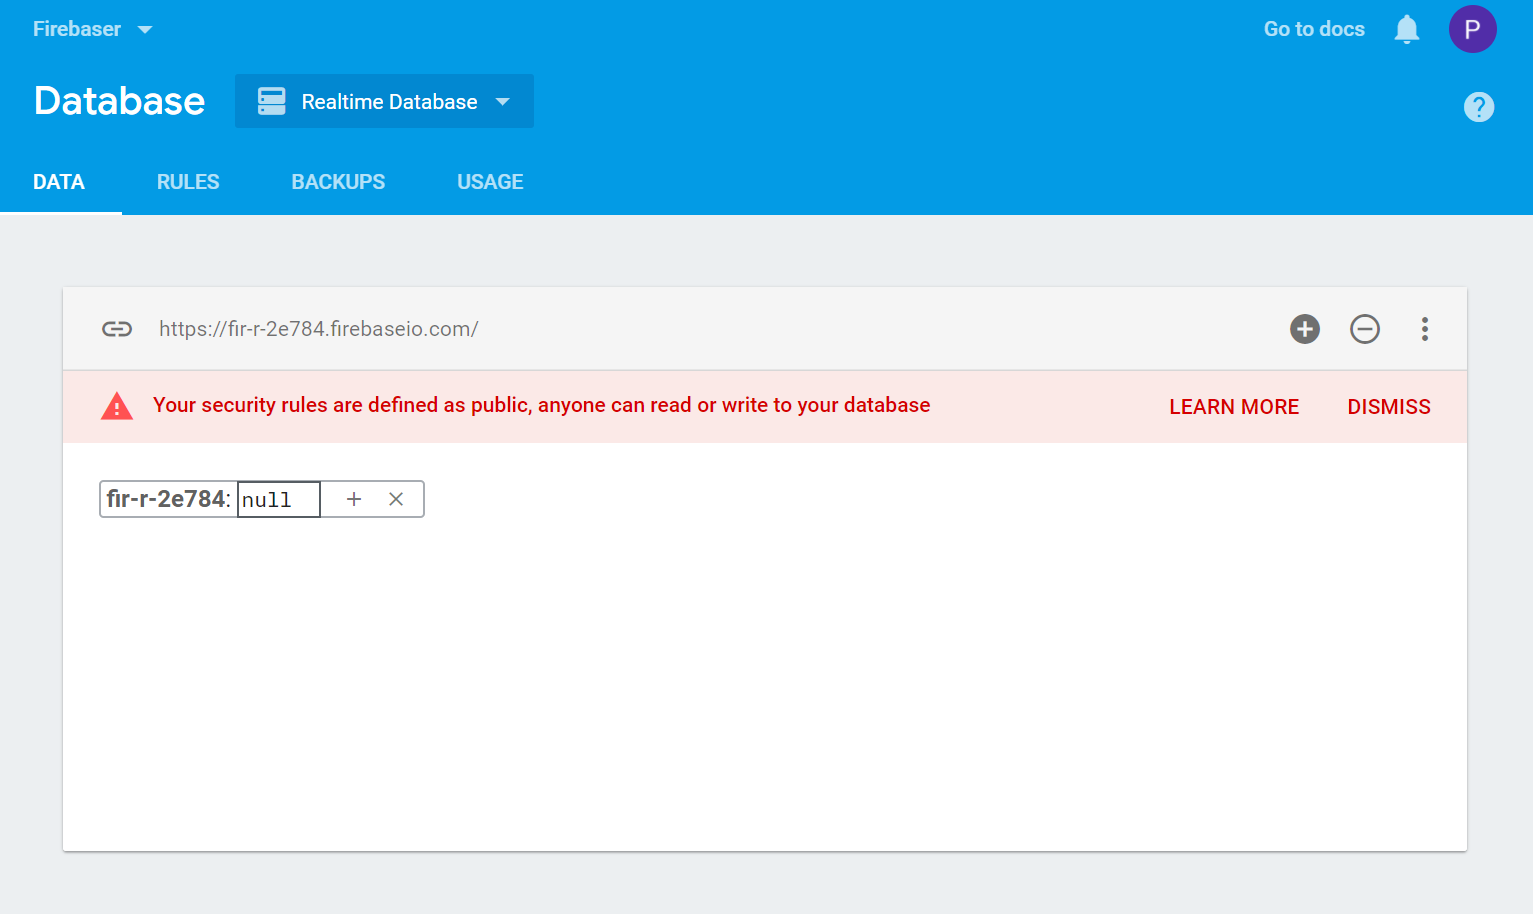 Firebaser
Go to docs
P
Database
Realtime Database
?
DATA
RULES
BACKUPS
USAGE
https://fir-r-2e784.firebaseio.com/
Your security rules are defined as public, anyone can read or write to your database
LEARN MORE
DISMISS
fir-r-2e784: null